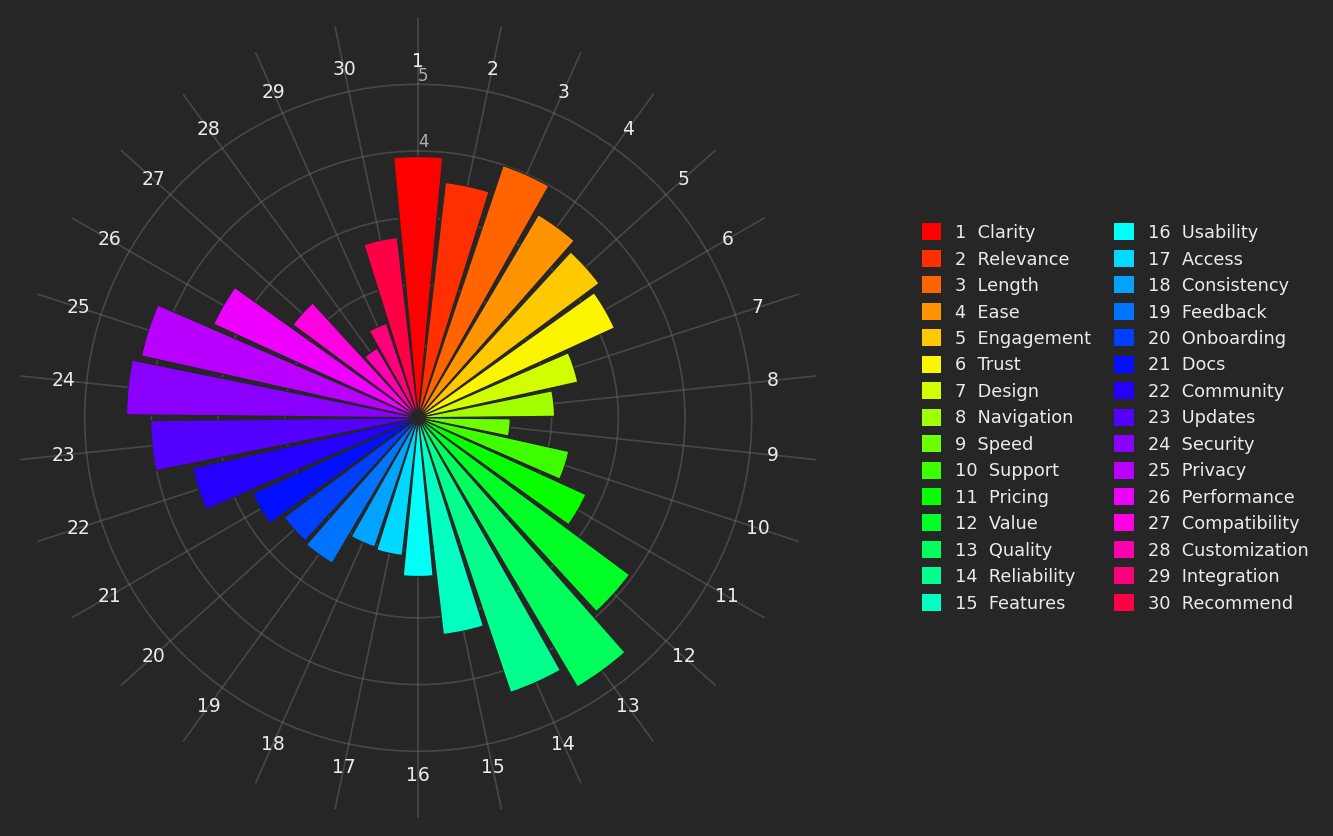 1
2
3
4
5
6
7
8
9
10
11
12
13
14
15
16
17
18
19
20
21
22
23
24
25
26
27
28
29
30
5
4
1 Clarity
2 Relevance
3 Length
4 Ease
5 Engagement
6 Trust
7 Design
8 Navigation
9 Speed
10 Support
11 Pricing
12 Value
13 Quality
14 Reliability
15 Features
16 Usability
17 Access
18 Consistency
19 Feedback
20 Onboarding
21 Docs
22 Community
23 Updates
24 Security
25 Privacy
26 Performance
27 Compatibility
28 Customization
29 Integration
30 Recommend